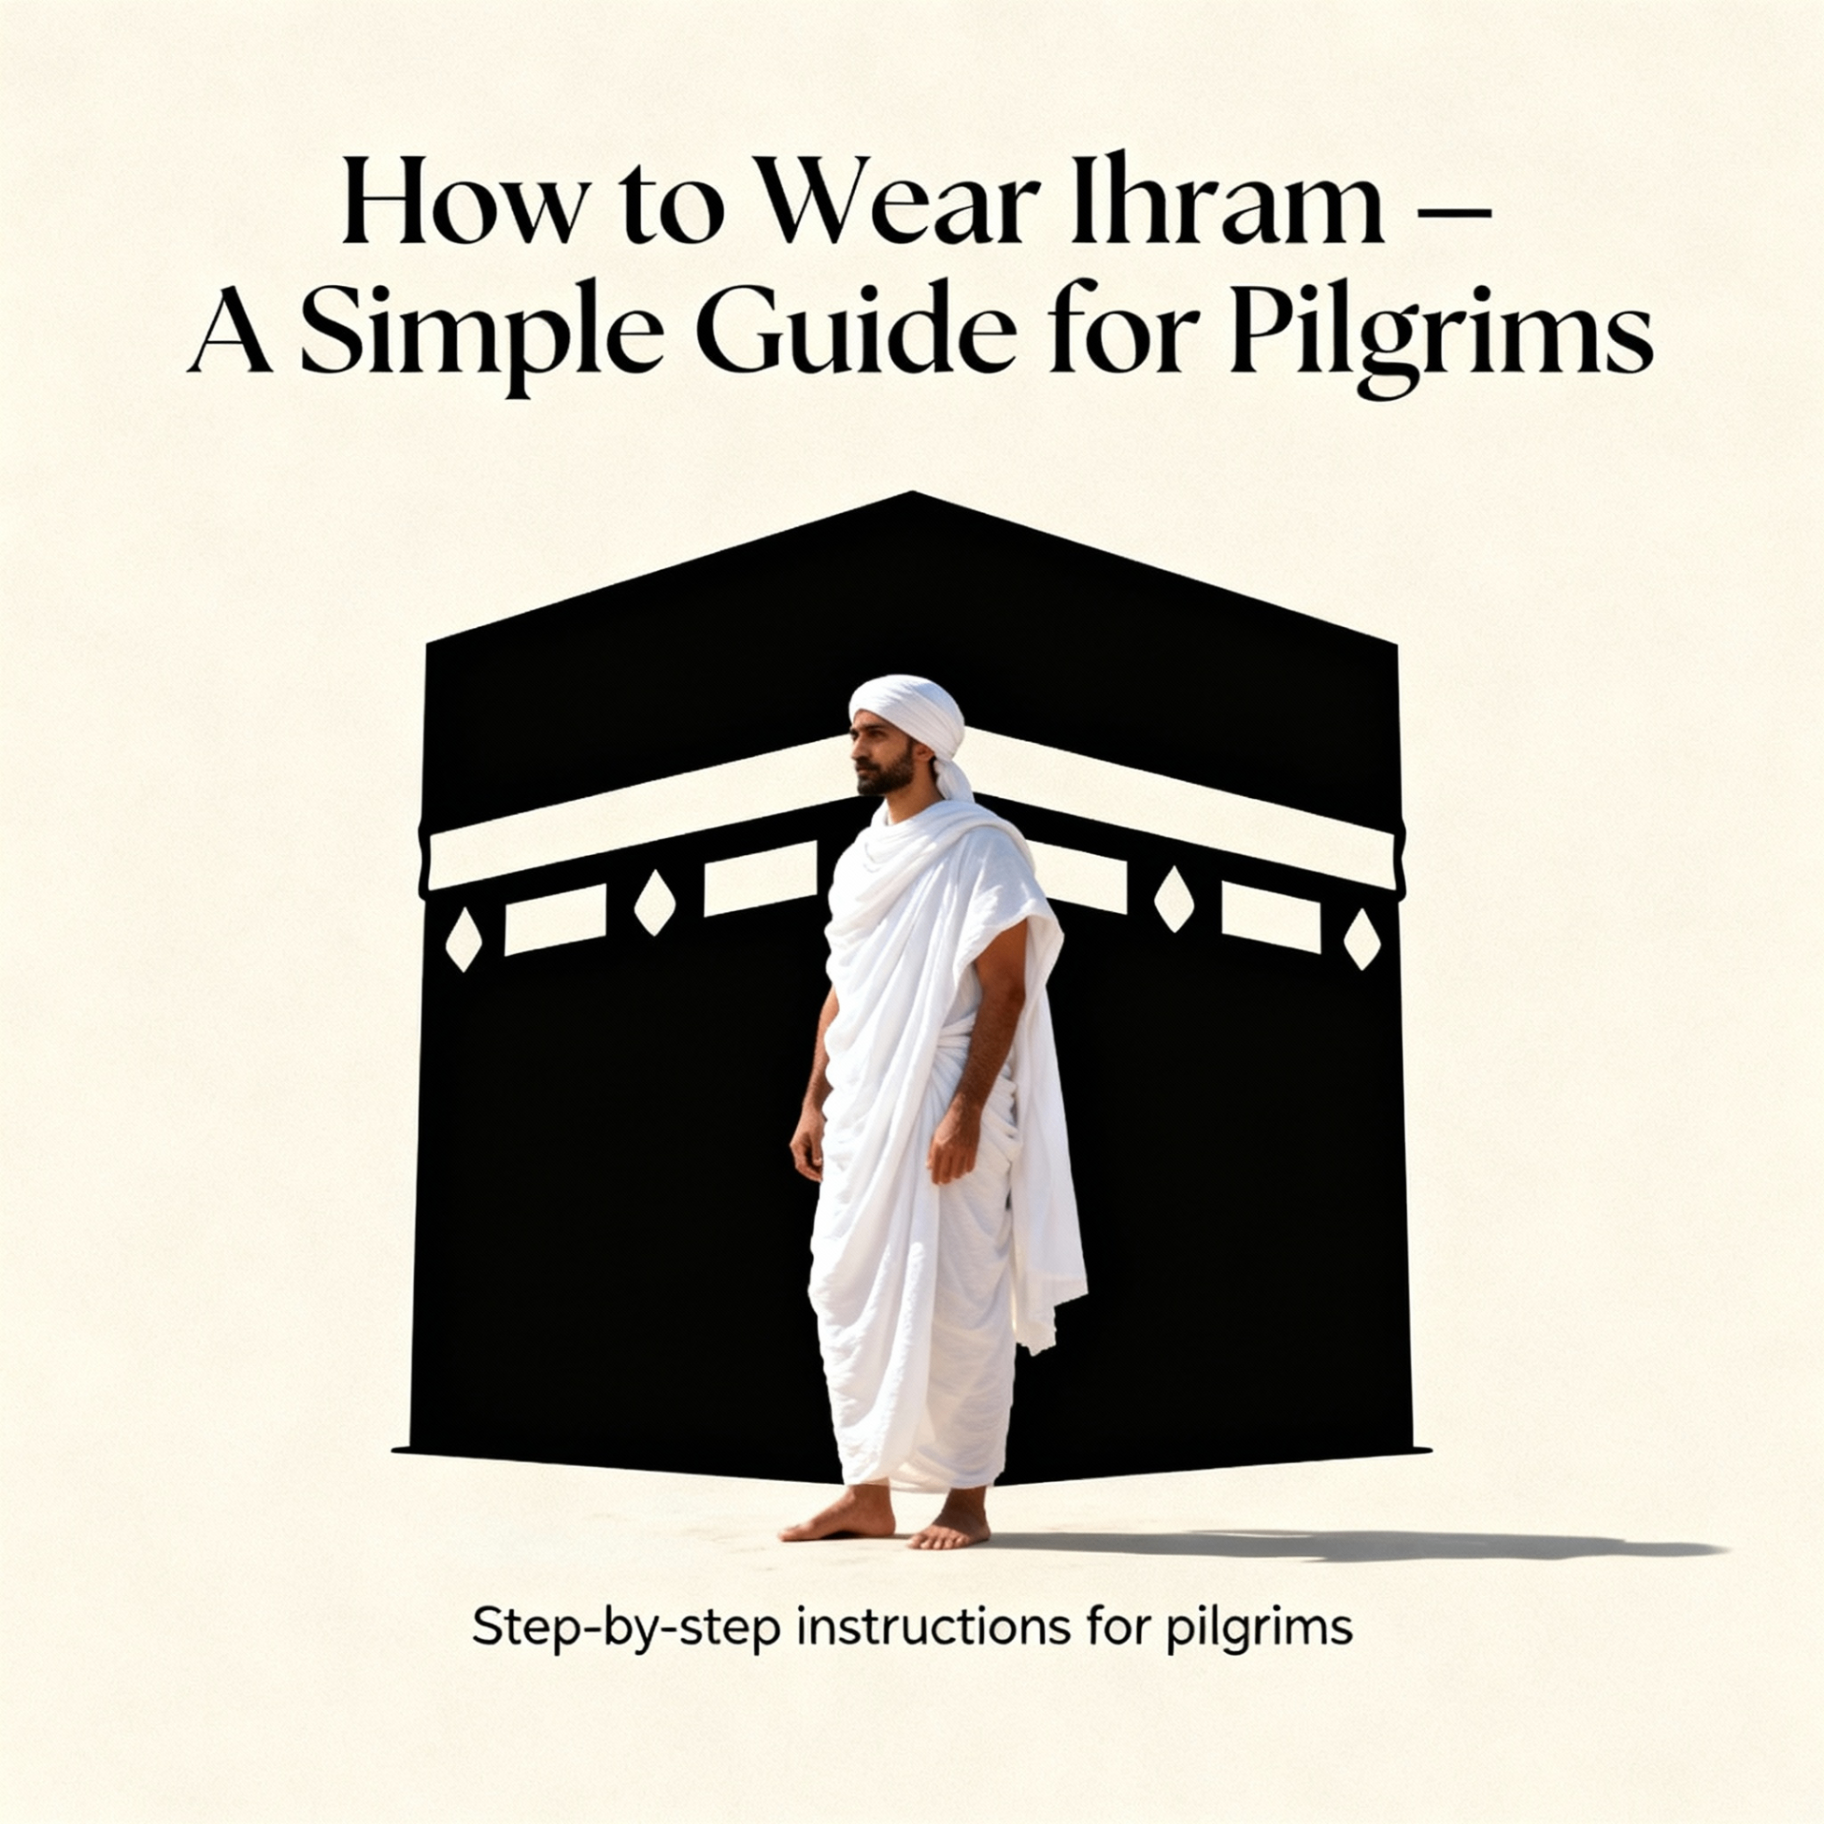 How to Wear Ihram –
A Simple Guide for Pilgrims
Step-by-step instructions for pilgrims